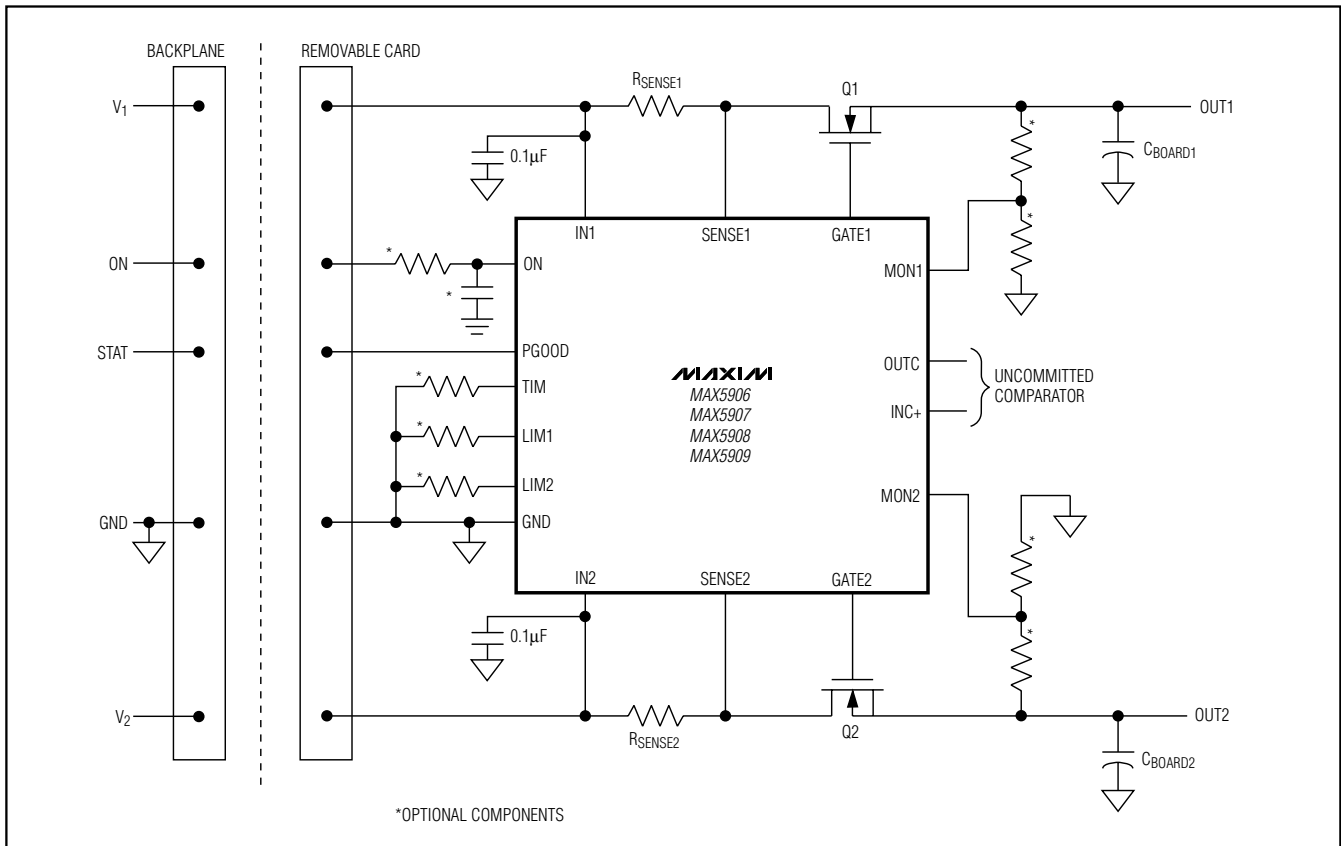 BACKPLANE
REMOVABLE CARD
V1
RSENSE1
Q1
OUT1
*
0.1μF
CBOARD1
*
IN1
SENSE1
GATE1
ON
*
ON
MON1
*
STAT
PGOOD
OUTC
UNCOMMITTED
COMPARATOR
INC+
MAXIM
MAX5906
MAX5907
MAX5908
MAX5909
*
TIM
*
LIM1
*
LIM2
MON2
GND
GND
*
IN2
SENSE2
GATE2
0.1μF
*
V2
RSENSE2
Q2
OUT2
CBOARD2
*OPTIONAL COMPONENTS